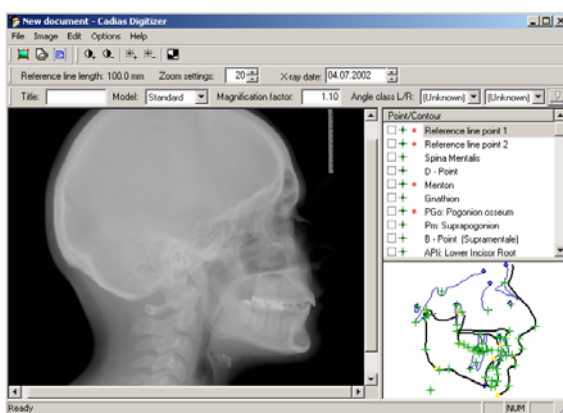 New document - Cadias Digitizer
File Image Edit Options Help
Reference line length: 100.0 mm Zoom settings: 20 X-ray date: 04.07.2002
Title: Model: Standard Magnification factor: 1.10 Angle class L/R: (Unknown) (Unknown)
Point/Contour
Reference line point 1
Reference line point 2
Spina Mentalis
D - Point
Menton
Gnathion
PGo: Pogonion osseum
Pm: Suprapogonion
B - Point (Supramentale)
APli: Lower Incisor Root
Ready NUM